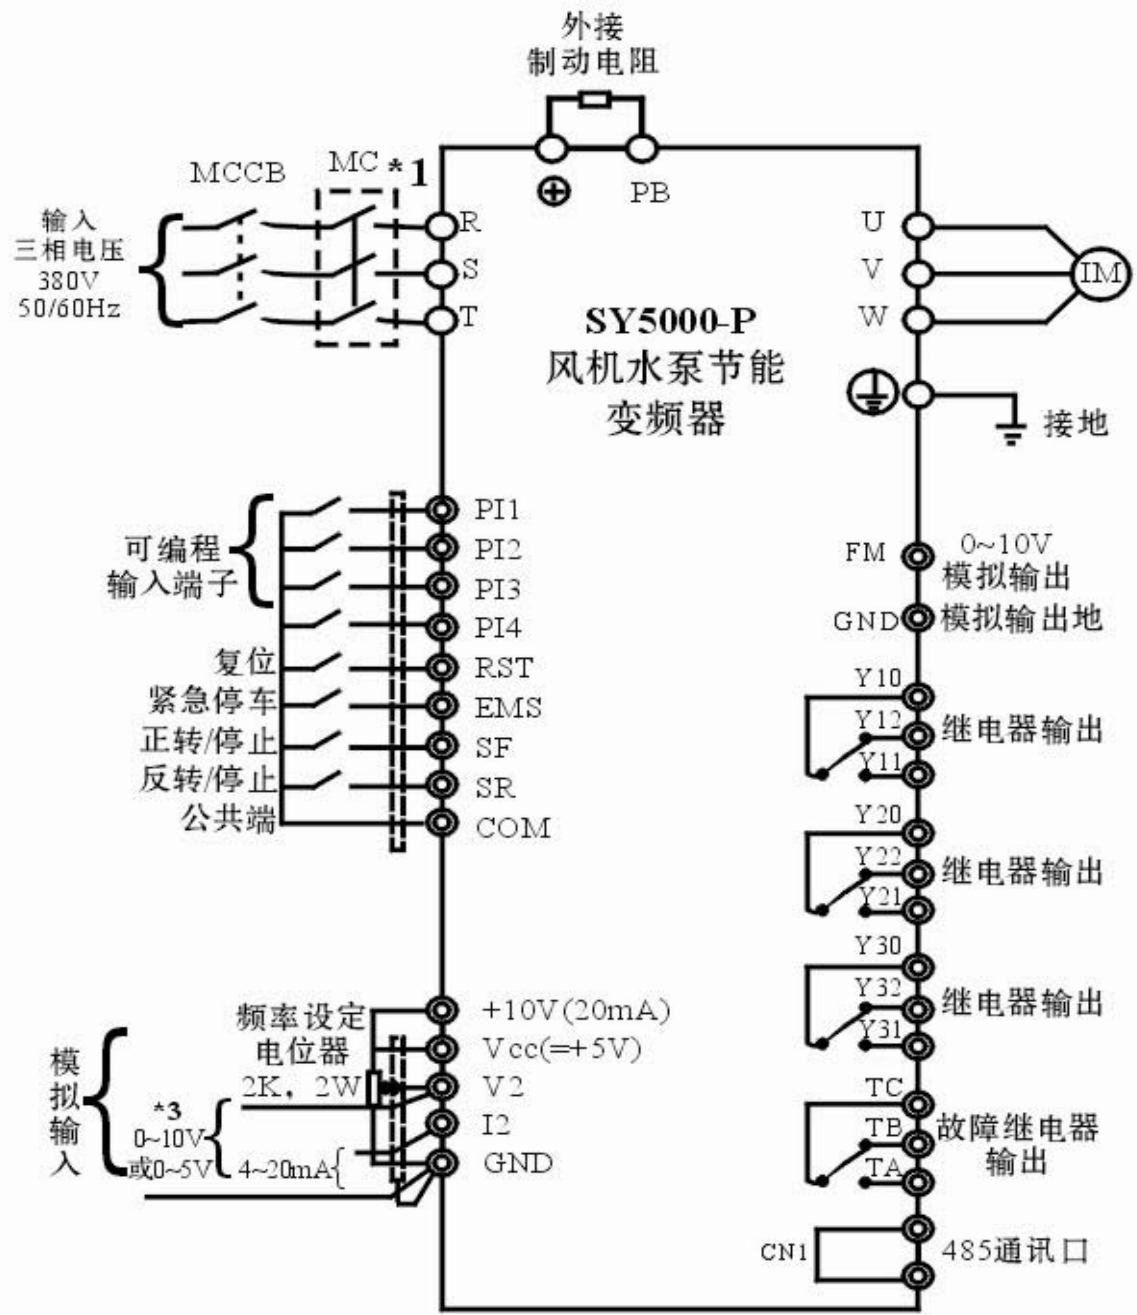 外接
制动电阻
MCCB
MC *1
PB
输入
三相电压
380V
50/60Hz
R
S
T
U
V
W
IM
SY5000-P
风机水泵节能
变频器
接地
可编程
输入端子
PI1
PI2
PI3
PI4
复位
RST
紧急停车
EMS
正转/停止
SF
反转/停止
SR
公共端
COM
FM
0~10V
模拟输出
GND
模拟输出地
Y10
Y12
Y11
继电器输出
Y20
Y22
Y21
继电器输出
Y30
Y32
Y31
继电器输出
TC
TB
TA
故障继电器
输出
CN1
485通讯口
模拟输入
频率设定
电位器
2K，2W
*3
0~10V
或0~5V
4~20mA
+10V(20mA)
Vcc(=+5V)
V2
I2
GND